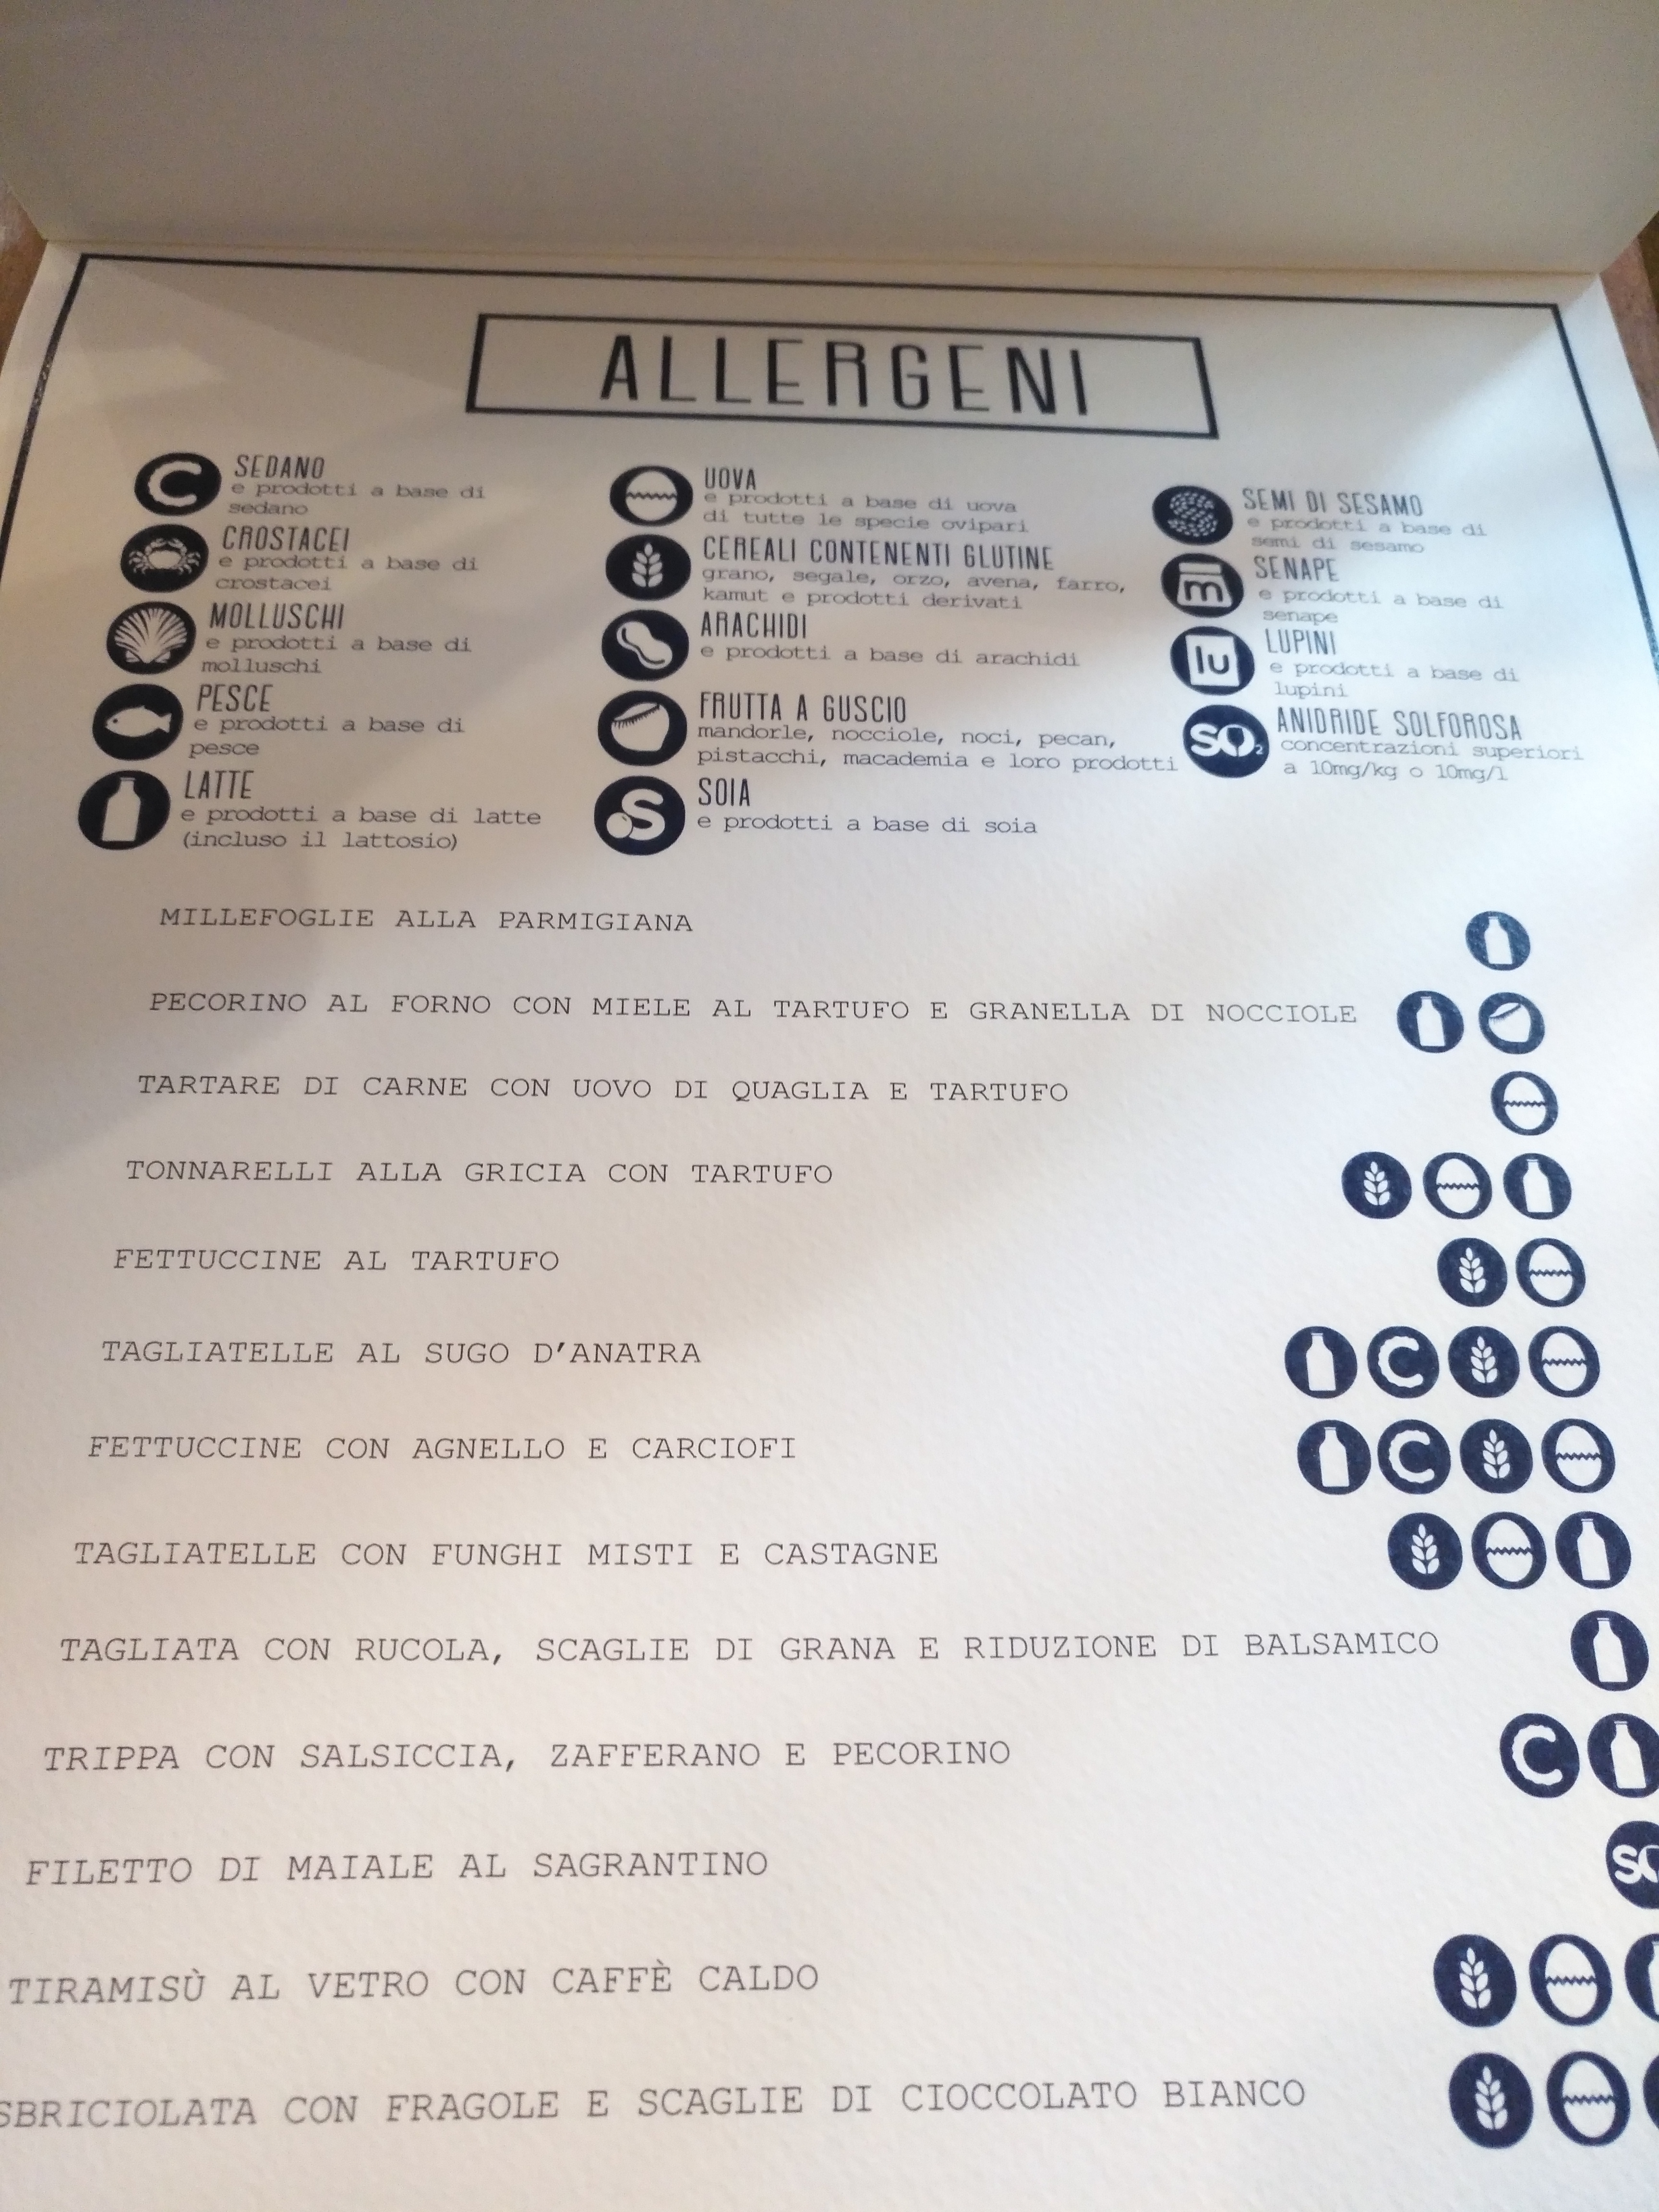 ALLERGENI
SEDANO
e prodotti a base di
sedano
CROSTACEI
e prodotti a base di
crostacei
MOLLUSCHI
e prodotti a base di
molluschi
PESCE
e prodotti a base di
pesce
LATTE
e prodotti a base di latte
(incluso il lattosio)
UOVA
e prodotti a base di uova
di tutte le specie ovipari
CEREALI CONTENENTI GLUTINE
grano, segale, orzo, avena, farro,
kamut e prodotti derivati
ARACHIDI
e prodotti a base di arachidi
FRUTTA A GUSCIO
mandorle, nocciole, noci, pecan,
pistacchi, macademia e loro prodotti
S
SOIA
e prodotti a base di soia
SEMI DI SESAMO
e prodotti a base di
semi di sesamo
m
SENAPE
e prodotti a base di
senape
lu
LUPINI
e prodotti a base di
lupini
SO2
ANIDRIDE SOLFOROSA
concentrazioni superiori
a 10mg/kg o 10mg/l
MILLEFOGLIE ALLA PARMIGIANA
PECORINO AL FORNO CON MIELE AL TARTUFO E GRANELLA DI NOCCIOLE
TARTARE DI CARNE CON UOVO DI QUAGLIA E TARTUFO
TONNARELLI ALLA GRICIA CON TARTUFO
FETTUCCINE AL TARTUFO
TAGLIATELLE AL SUGO D'ANATRA
FETTUCCINE CON AGNELLO E CARCIOFI
TAGLIATELLE CON FUNGHI MISTI E CASTAGNE
TAGLIATA CON RUCOLA, SCAGLIE DI GRANA E RIDUZIONE DI BALSAMICO
TRIPPA CON SALSICCIA, ZAFFERANO E PECORINO
FILETTO DI MAIALE AL SAGRANTINO
TIRAMISÙ AL VETRO CON CAFFÈ CALDO
SBRICIOLATA CON FRAGOLE E SCAGLIE DI CIOCCOLATO BIANCO